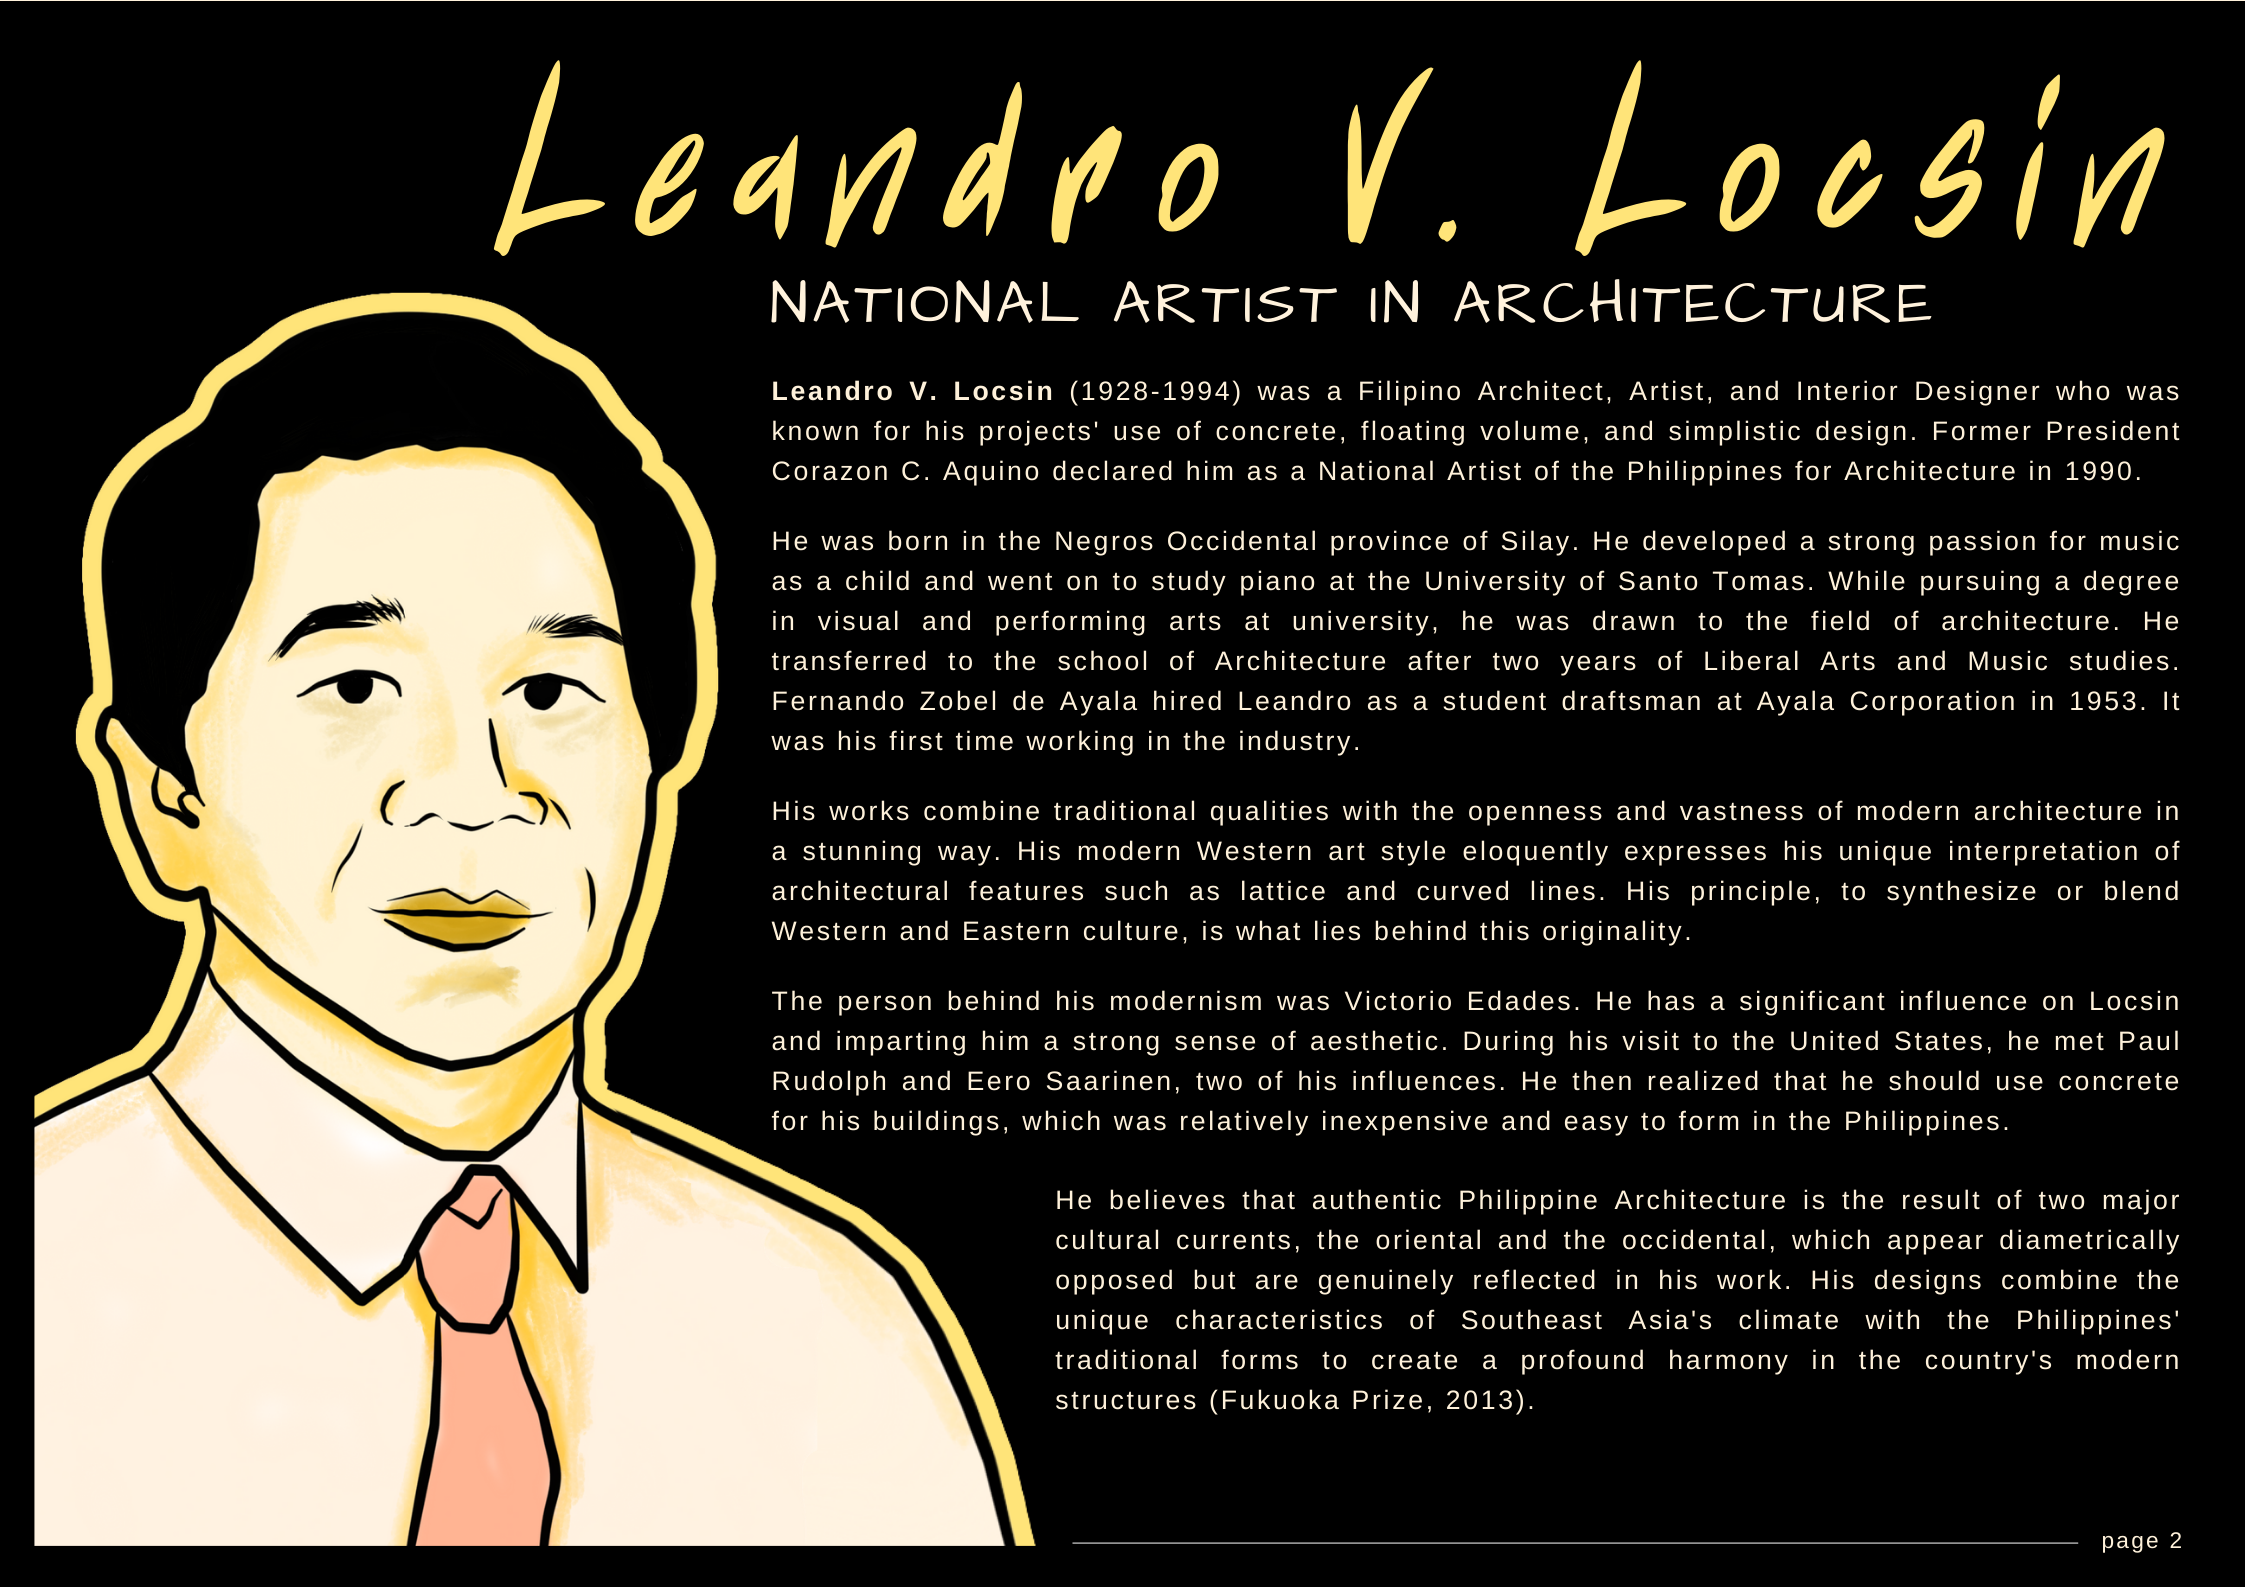 Leandro V. Locsin
NATIONAL ARTIST IN ARCHITECTURE
Leandro V. Locsin (1928-1994) was a Filipino Architect, Artist, and Interior Designer who was
known for his projects' use of concrete, floating volume, and simplistic design. Former President
Corazon C. Aquino declared him as a National Artist of the Philippines for Architecture in 1990.
He was born in the Negros Occidental province of Silay. He developed a strong passion for music
as a child and went on to study piano at the University of Santo Tomas. While pursuing a degree
in visual and performing arts at university, he was drawn to the field of architecture. He
transferred to the school of Architecture after two years of Liberal Arts and Music studies.
Fernando Zobel de Ayala hired Leandro as a student draftsman at Ayala Corporation in 1953. It
was his first time working in the industry.
His works combine traditional qualities with the openness and vastness of modern architecture in
a stunning way. His modern Western art style eloquently expresses his unique interpretation of
architectural features such as lattice and curved lines. His principle, to synthesize or blend
Western and Eastern culture, is what lies behind this originality.
The person behind his modernism was Victorio Edades. He has a significant influence on Locsin
and imparting him a strong sense of aesthetic. During his visit to the United States, he met Paul
Rudolph and Eero Saarinen, two of his influences. He then realized that he should use concrete
for his buildings, which was relatively inexpensive and easy to form in the Philippines.
He believes that authentic Philippine Architecture is the result of two major
cultural currents, the oriental and the occidental, which appear diametrically
opposed but are genuinely reflected in his work. His designs combine the
unique characteristics of Southeast Asia's climate with the Philippines'
traditional forms to create a profound harmony in the country's modern
structures (Fukuoka Prize, 2013).
page 2